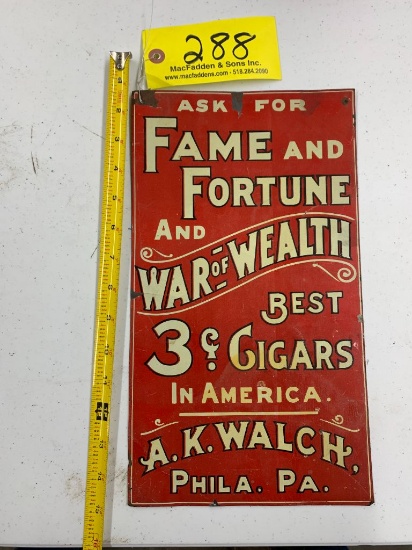 288
MacFadden & Sons Inc.
www.macfaddens.com - 518.284.2090
ASK FOR
FAME AND
FORTUNE
AND
WAR OF WEALTH
BEST
3¢ CIGARS
IN AMERICA.
A.K. WALCH,
PHILA. PA.